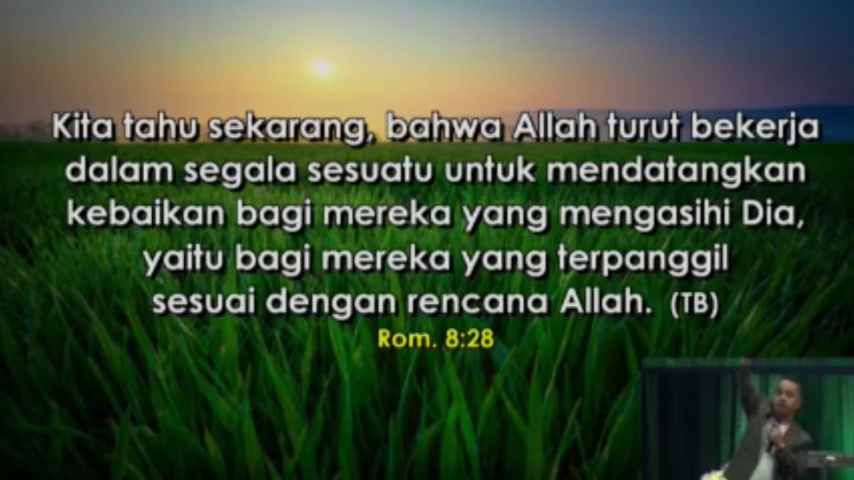 Kita tahu sekarang, bahwa Allah turut bekerja
dalam segala sesuatu untuk mendatangkan
kebaikan bagi mereka yang mengasihi Dia,
yaitu bagi mereka yang terpanggil
sesuai dengan rencana Allah. (TB)
Rom. 8:28